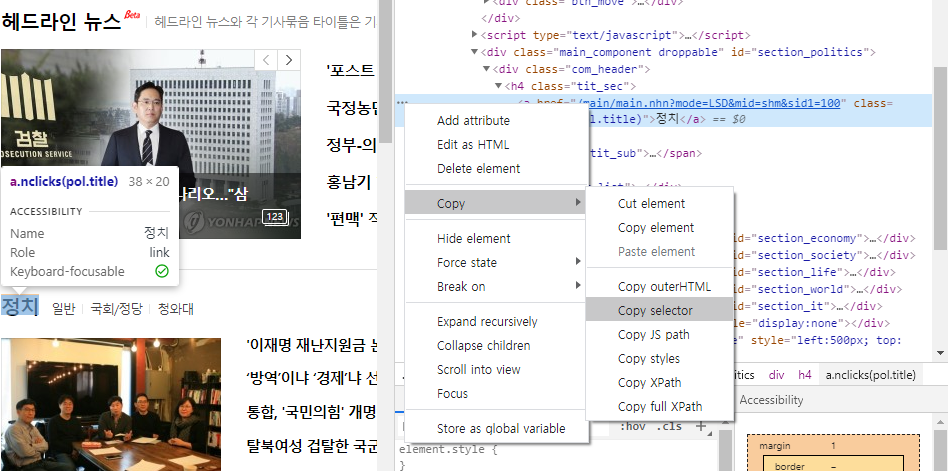 헤드라인 뉴스 Beta 헤드라인 뉴스와 각 기사묶음 타이틀은 기
검찰
OSECUTION SERVICE
나리오..."삼
YONHAPNEWS
123
'포스트
국정농단
정부-의
홍남기
'편맥' 적
a.nclicks(pol.title) 38 × 20
ACCESSIBILITY
Name 정치
Role link
Keyboard-focusable
정치 일반 국회/정당 청와대
'이재명 재난지원금 논
'방역'이냐 '경제'냐 선
통합, '국민의힘' 개명
탈북여성 겁탈한 국군
<div class="btn_move">…</div>
</div>
<script type="text/javascript">…</script>
<div class="main_component droppable" id="section_politics">
<div class="com_header">
<h4 class="tit_sec">
<a href="/main/main.nhn?mode=LSD&mid=shm&sid1=100" class=
l.title)">정치</a> == $0
tit_sub">…</span>
_list">…</div>
id="section_economy">…</div>
id="section_society">…</div>
id="section_life">…</div>
id="section_world">…</div>
id="section_it">…</div>
"display:none"></div>
e" style="left:500px; top:
Add attribute
Edit as HTML
Delete element
Copy
Hide element
Force state
Break on
Expand recursively
Collapse children
Scroll into view
Focus
Store as global variable
Cut element
Copy element
Paste element
Copy outerHTML
Copy selector
Copy JS path
Copy styles
Copy XPath
Copy full XPath
itics div h4 a.nclicks(pol.title)
Accessibility
:hov .cls +
element.style {
}
margin 1
border –